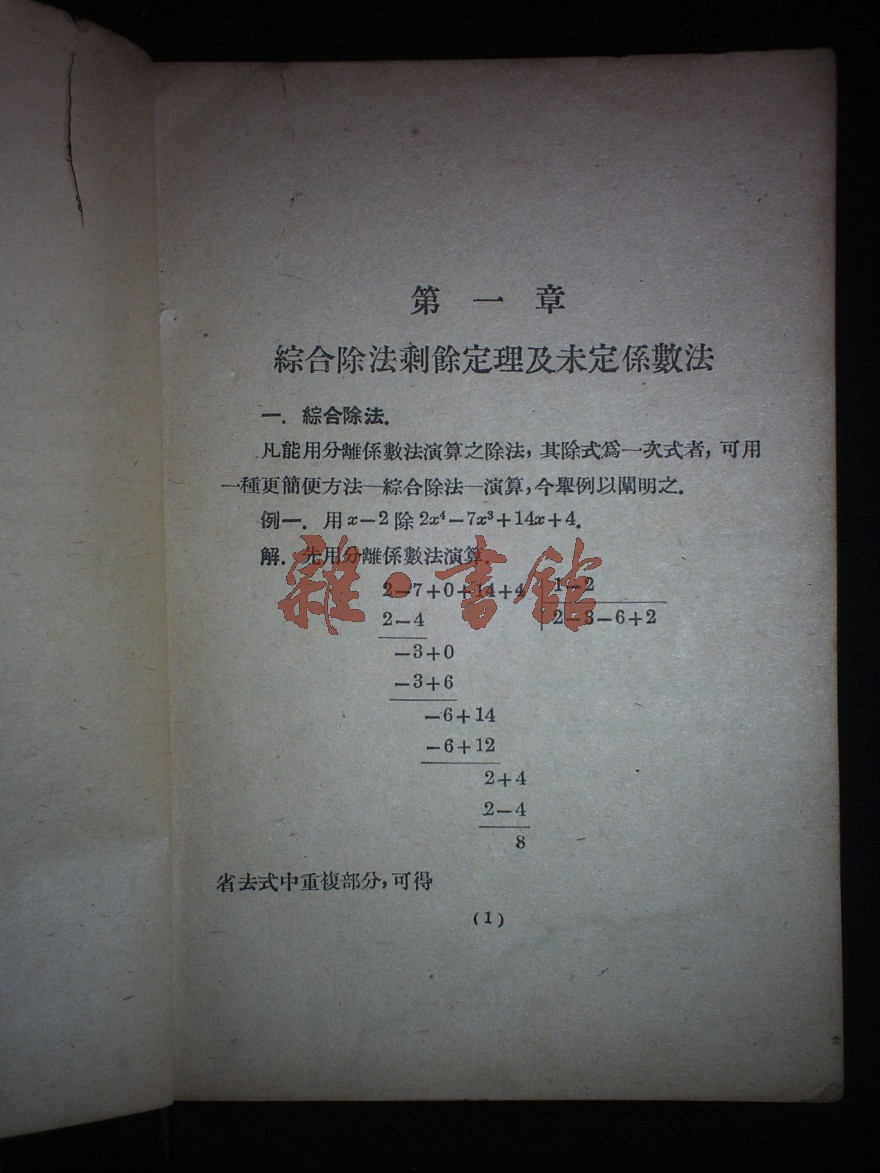 第一章
綜合除法剩餘定理及未定係數法
一. 綜合除法.
凡能用分離係數法演算之除法, 其除式爲一次式者, 可用
一種更簡便方法—綜合除法—演算, 今舉例以闡明之.
例一. 用 x−2 除 2x⁴−7x³+14x+4.
解. 先用分離係數法演算.
雜·書館
2−7+0+14+4 1−2
2−4 2−3−6+2
−3+0
−3+6
−6+14
−6+12
2+4
2−4
8
省去式中重複部分, 可得
(1)